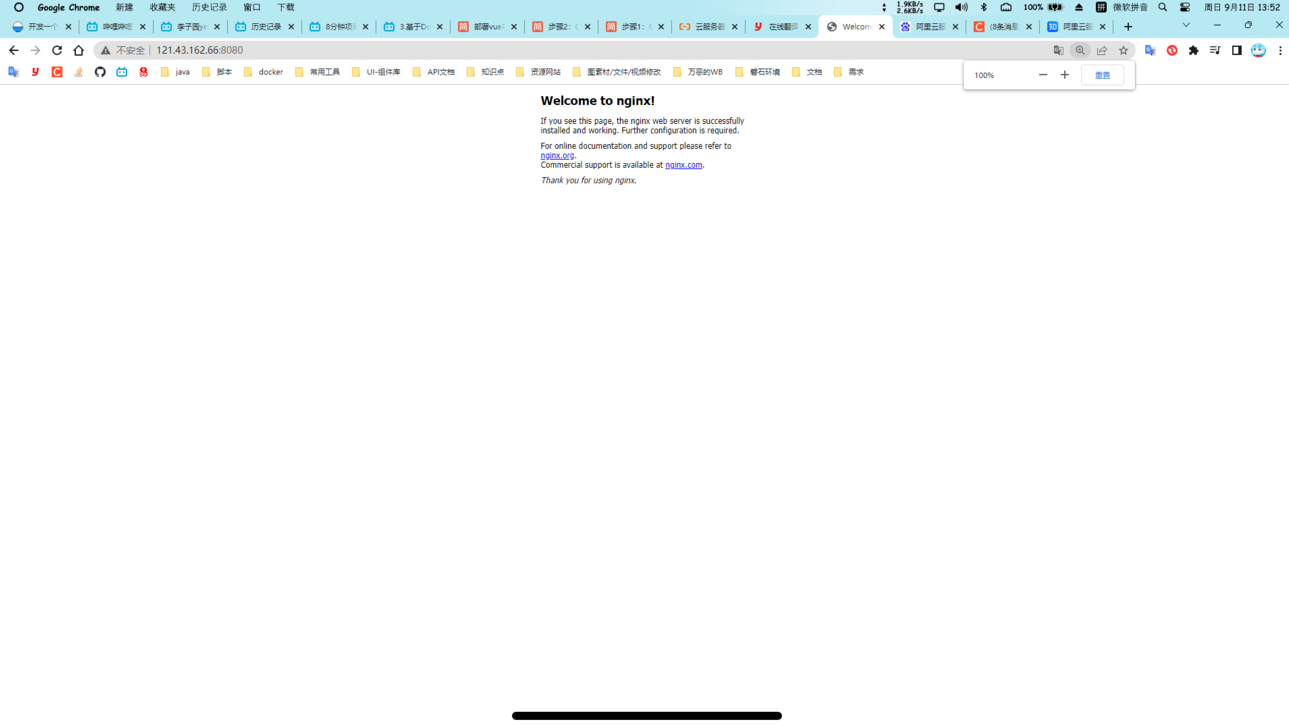 Google Chrome 新建 收藏夹 历史记录 窗口 下载 1.9KB/s 2.6KB/s 100% 微软拼音 周日 9月11日 13:52
开发一个 哔哩哔哩 李子园ye 历史记录 8分钟项目 3.基于Do 部署vue 步骤2： 步骤1： 云服务器 在线翻译 Welcom 阿里云服 (8条消息 阿里云服
不安全 121.43.162.66:8080
java 脚本 docker 常用工具 UI-组件库 API文档 知识点 资源网站 图素材/文件/视频修改 万恶的WB 磐石环境 文档 需求
100% 重置
Welcome to nginx!
If you see this page, the nginx web server is successfully
installed and working. Further configuration is required.
For online documentation and support please refer to
nginx.org.
Commercial support is available at nginx.com.
Thank you for using nginx.